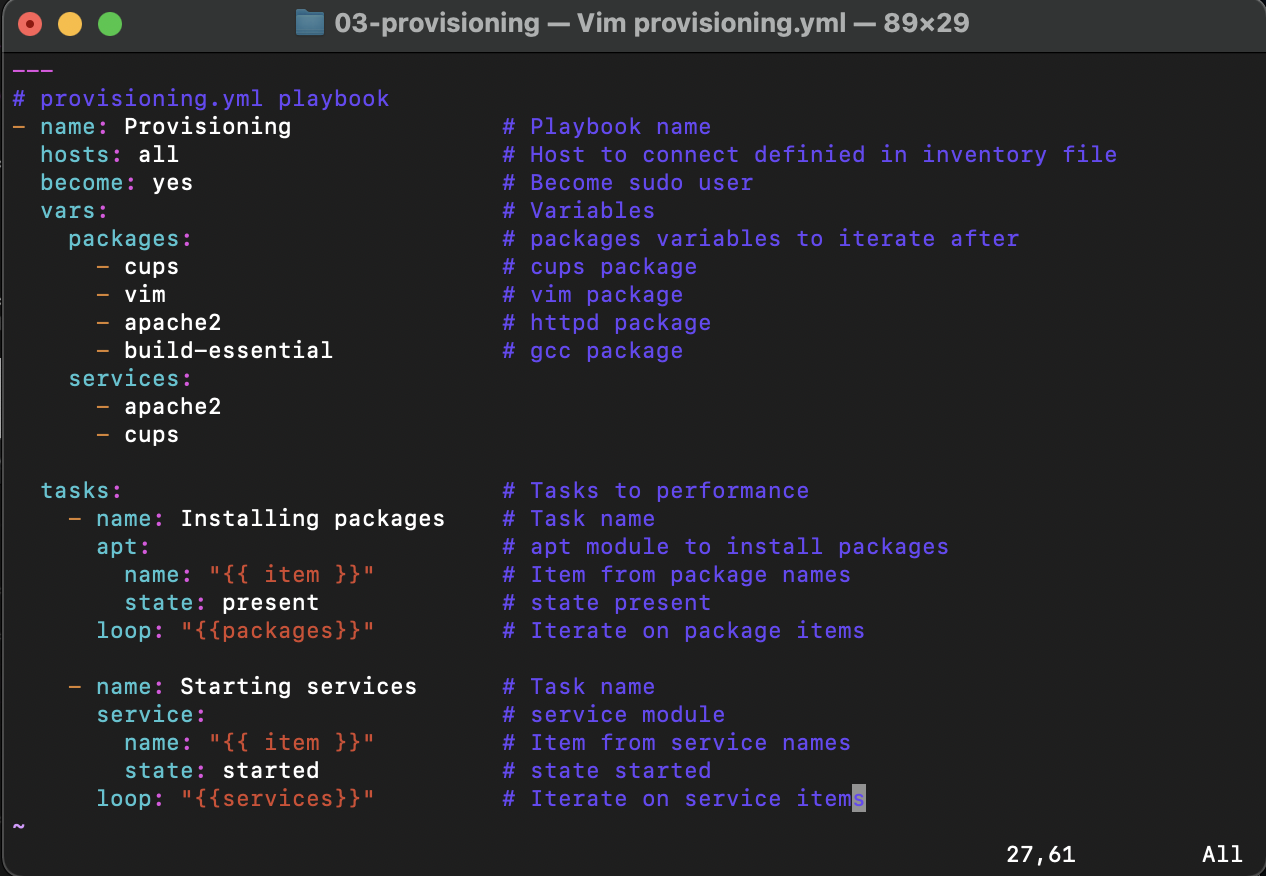 03-provisioning — Vim provisioning.yml — 89×29
---
# provisioning.yml playbook
- name: Provisioning               # Playbook name
  hosts: all                       # Host to connect definied in inventory file
  become: yes                      # Become sudo user
  vars:                            # Variables
    packages:                      # packages variables to iterate after
      - cups                       # cups package
      - vim                        # vim package
      - apache2                    # httpd package
      - build-essential            # gcc package
    services:
      - apache2
      - cups

  tasks:                           # Tasks to performance
    - name: Installing packages    # Task name
      apt:                         # apt module to install packages
        name: "{{ item }}"         # Item from package names
        state: present             # state present
      loop: "{{packages}}"         # Iterate on package items

    - name: Starting services      # Task name
      service:                     # service module
        name: "{{ item }}"         # Item from service names
        state: started             # state started
      loop: "{{services}}"         # Iterate on service items
~
27,61 All